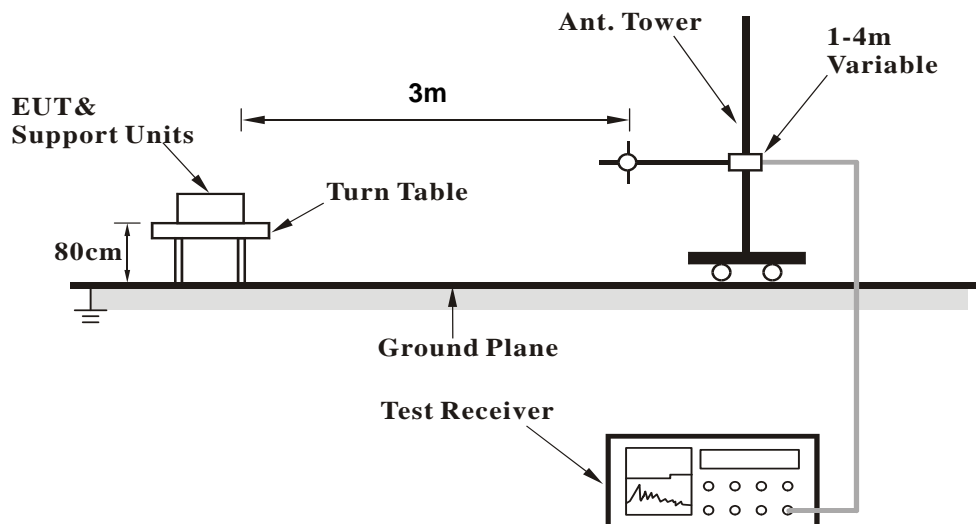 Ant. Tower
1-4m
Variable
3m
EUT&
Support Units
Turn Table
80cm
Ground Plane
Test Receiver